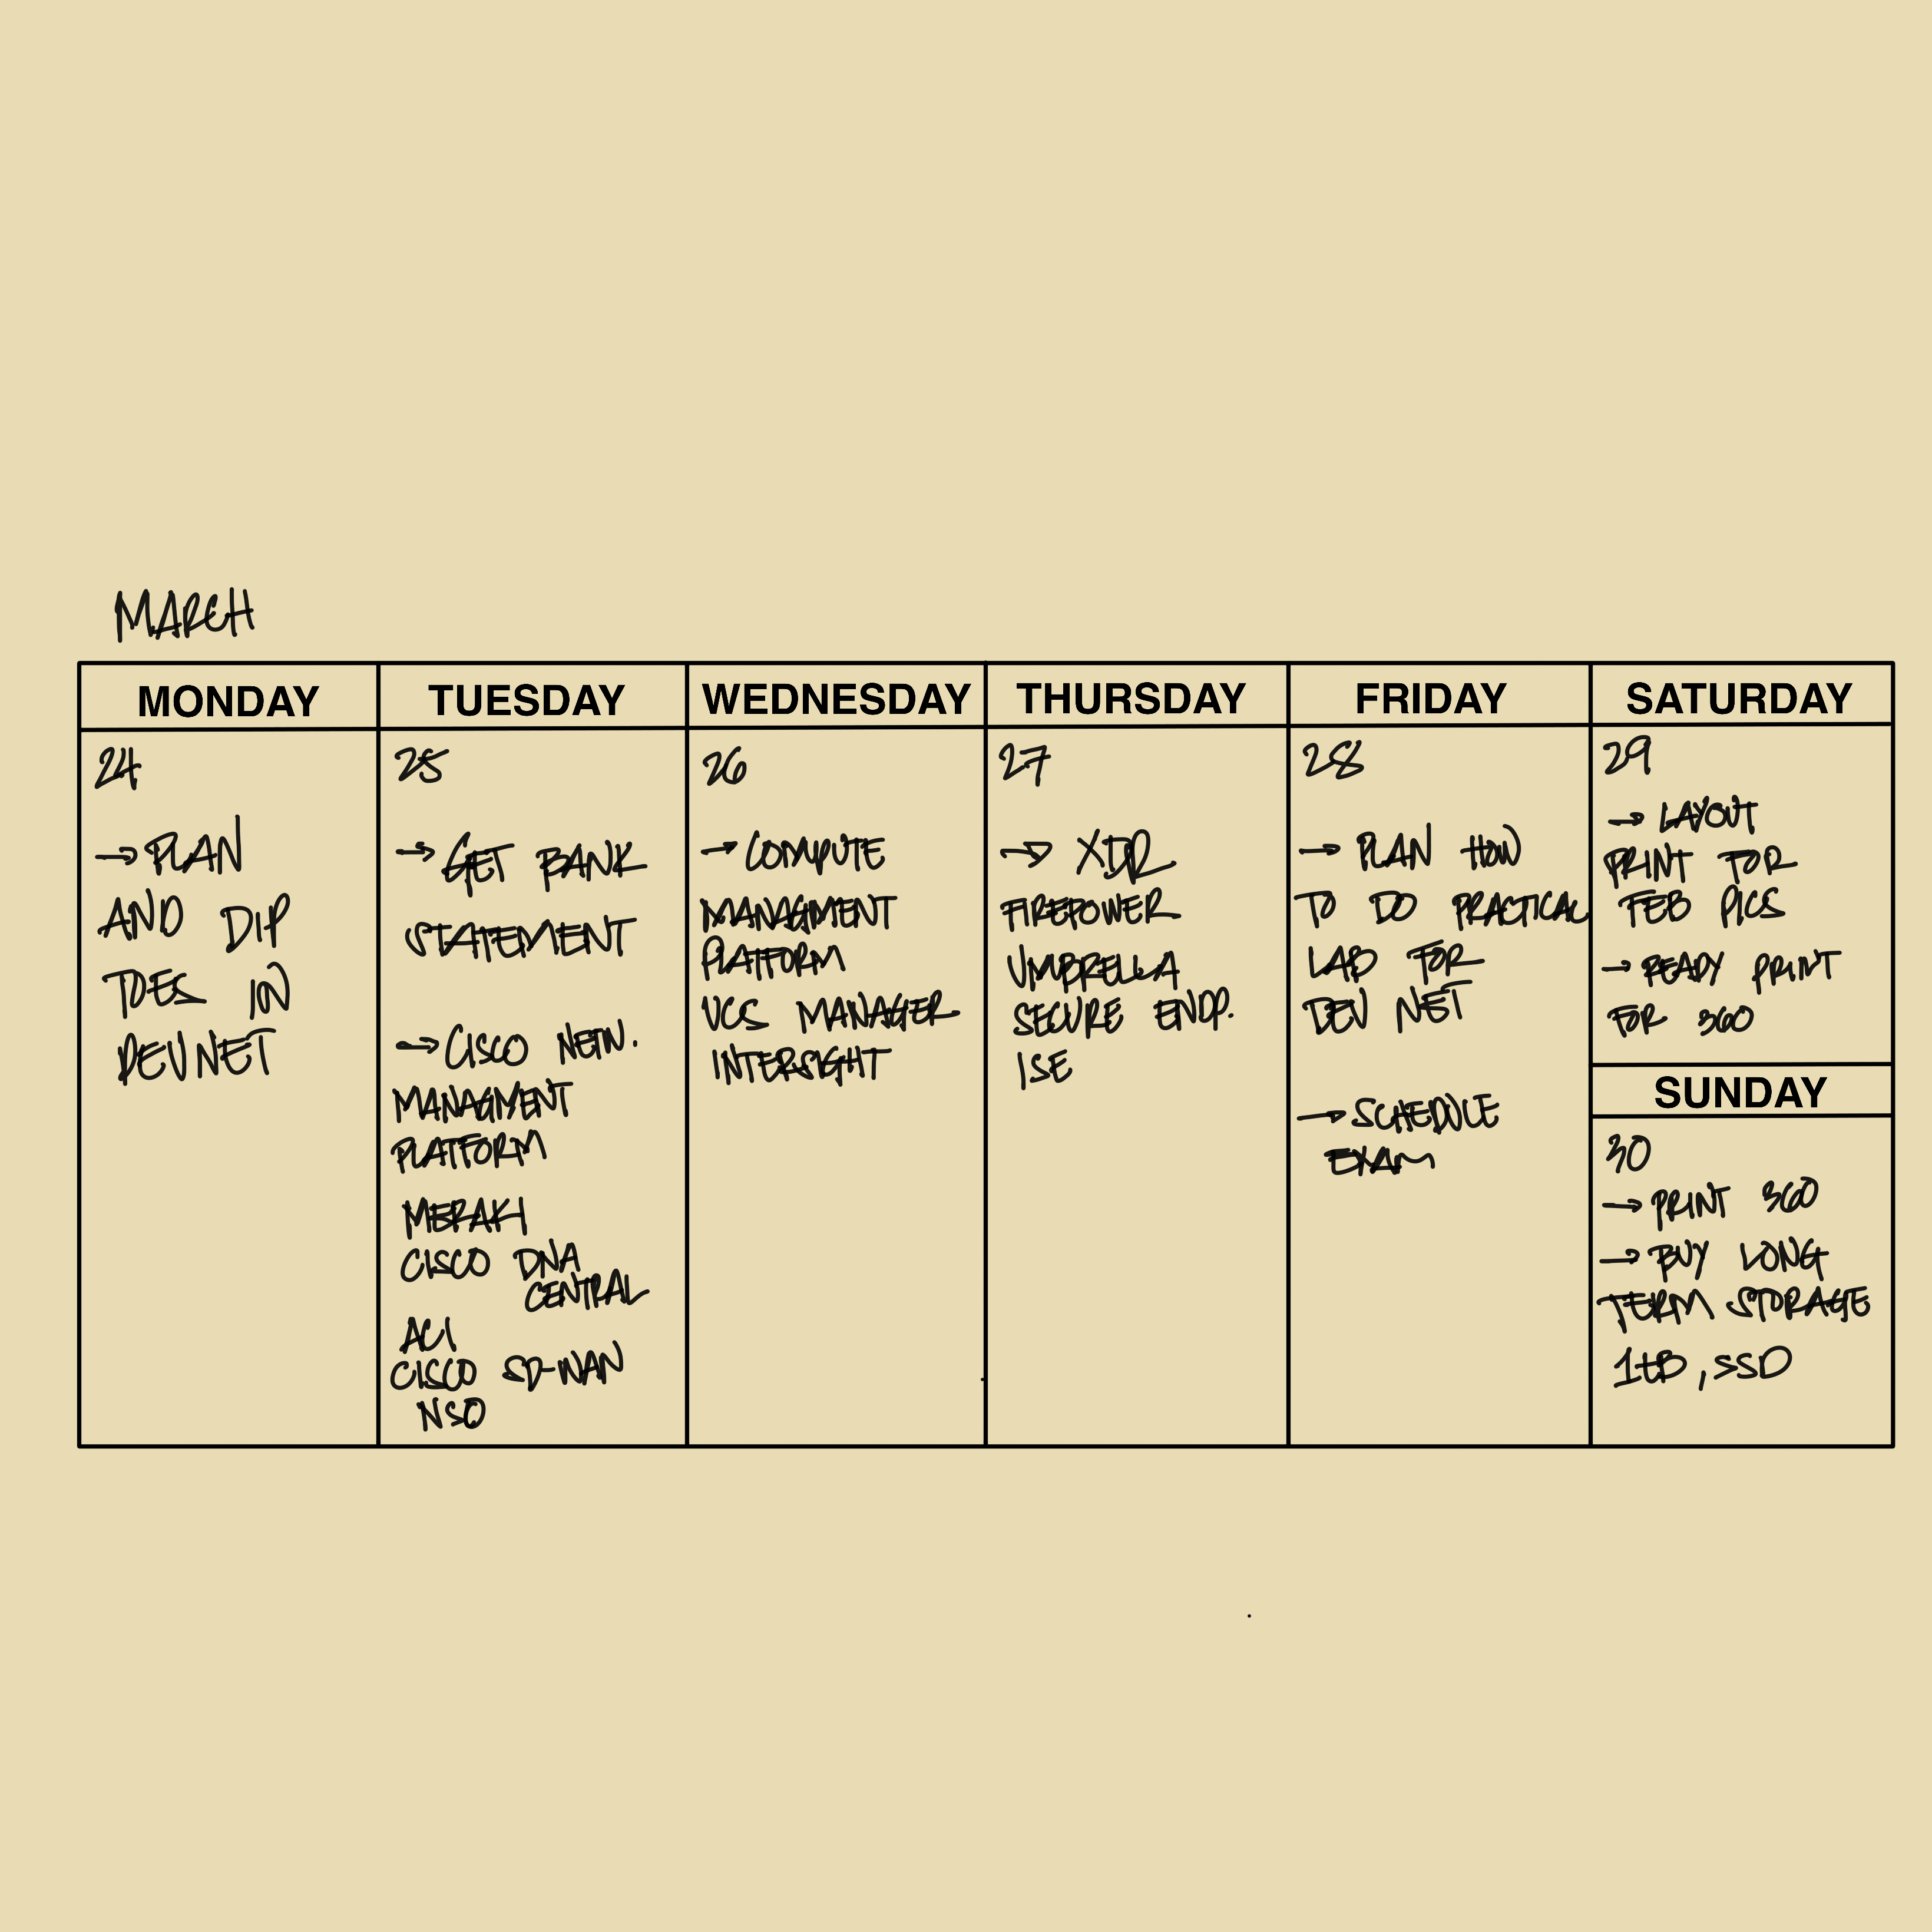 MARCH
MONDAY
24
→ PLAN
AND DIP
TOES IN
DEVNET
TUESDAY
25
→ GET BANK
STATEMENT
→ CISCO NETW.
MANAGMENT
PLATFORM
MERAKI
CISCO DNA
CENTRAL
ACI
CISCO SD-WAN
NSO
WEDNESDAY
26
→ COMPUTE
MANAGMENT
PLATFORM
UCS MANAGER
INTERSIGHT
THURSDAY
27
→ XDR
FIREPOWER
UMBRELLA
SECURE ENDP.
ISE
FRIDAY
28
→ PLAN HOW
TO DO PRACTICAL
LAB FOR
DEV NET
→ SCHEDULE
EXAM
SATURDAY
29
→ LAYOUT
PRINT FOR
FEB PICS
→ READY PRINT
FOR 360
SUNDAY
30
→ PRINT 360
→ BUY LONG
TERM STORAGE
1TB, SSD